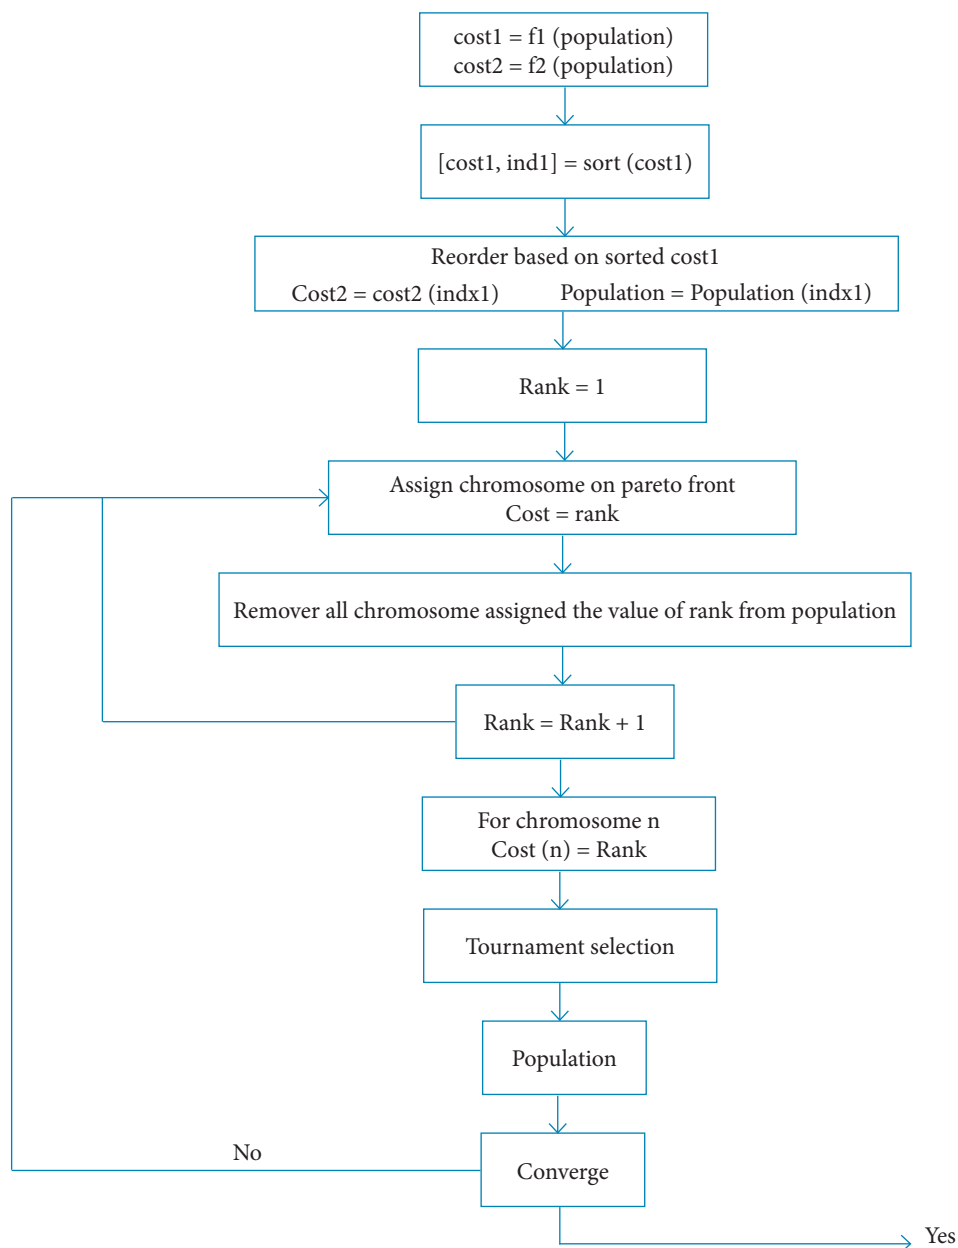 cost1 = f1 (population)
cost2 = f2 (population)
[cost1, ind1] = sort (cost1)
Reorder based on sorted cost1
Cost2 = cost2 (indx1) Population = Population (indx1)
Rank = 1
Assign chromosome on pareto front
Cost = rank
Remover all chromosome assigned the value of rank from population
Rank = Rank + 1
For chromosome n
Cost (n) = Rank
Tournament selection
Population
No
Converge
Yes